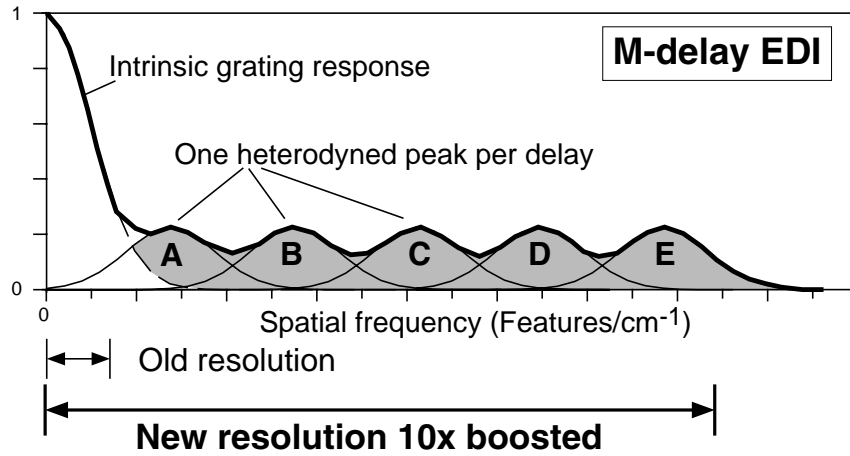 1
M-delay EDI
Intrinsic grating response
One heterodyned peak per delay
A B C D E
0
0
Spatial frequency (Features/cm-1)
Old resolution
New resolution 10x boosted